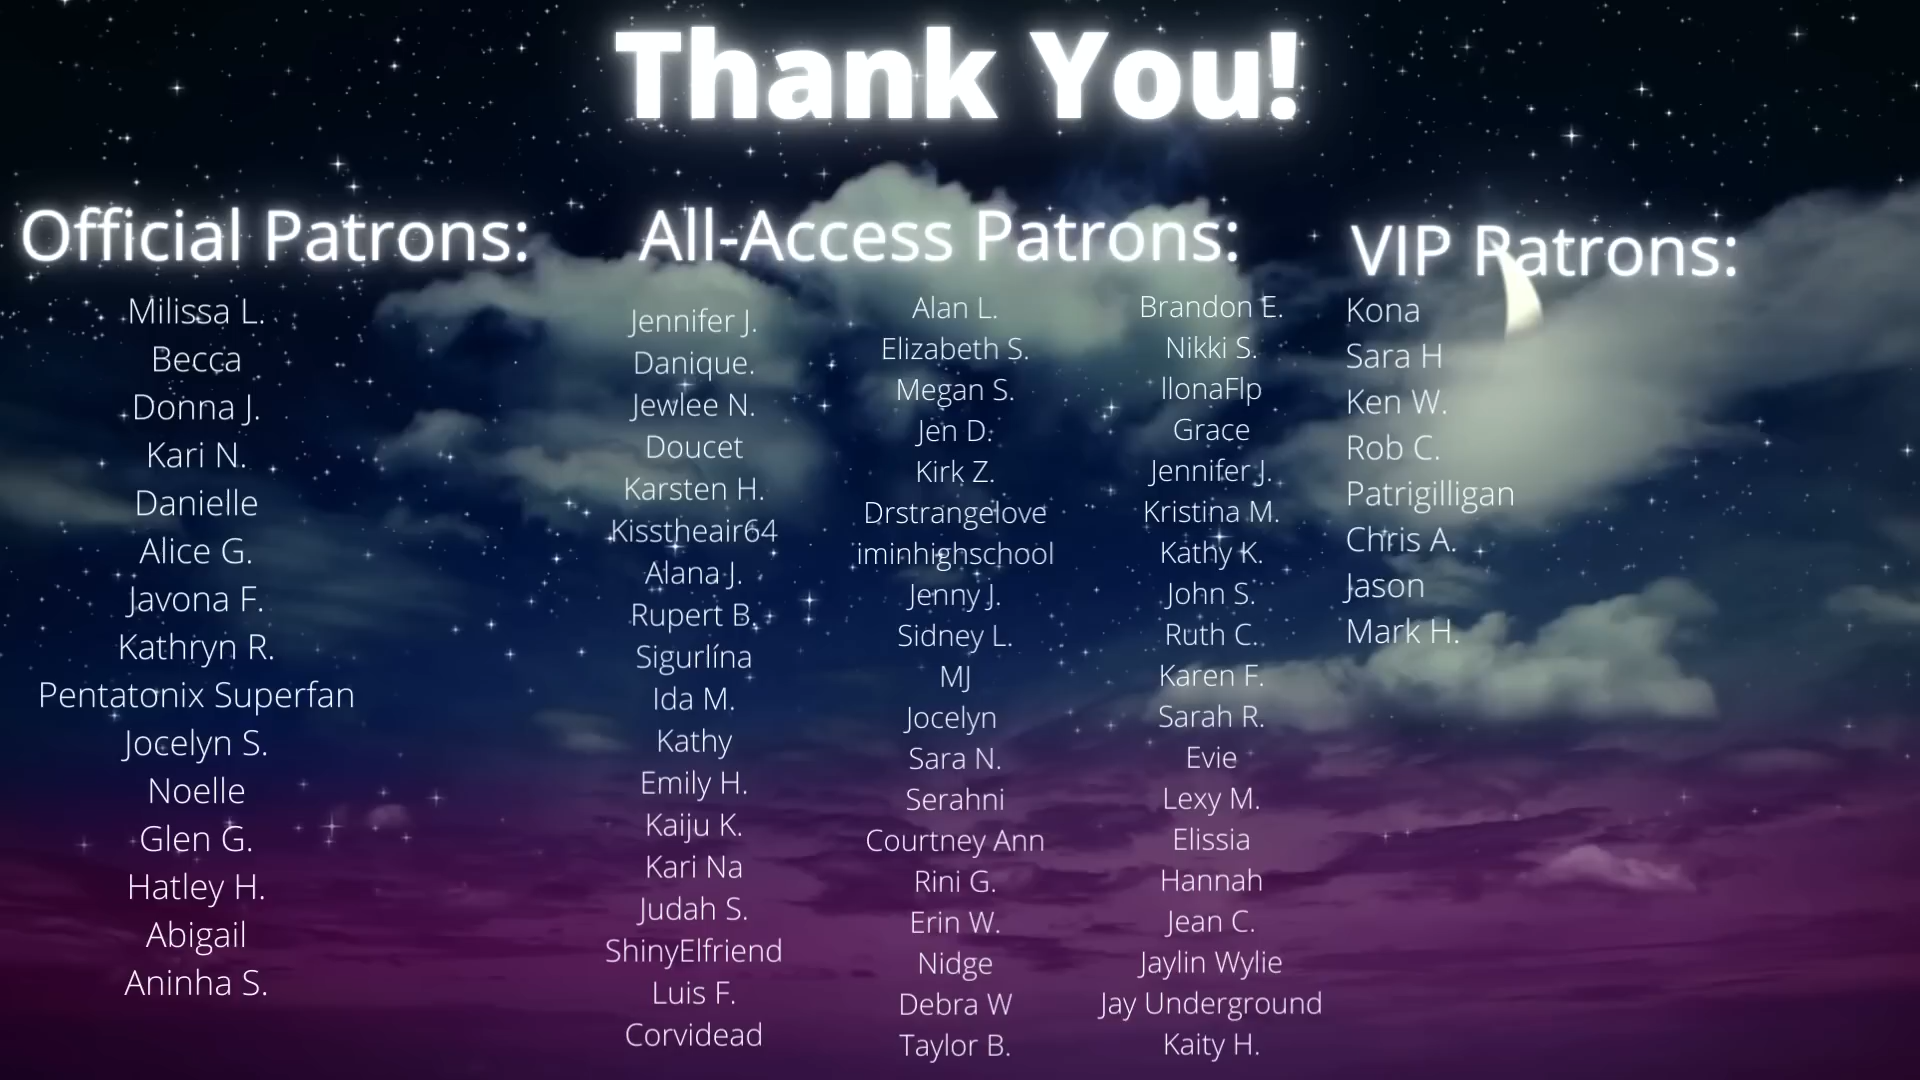 Thank You!
Official Patrons:
Milissa L.
Becca
Donna J.
Kari N.
Danielle
Alice G.
Javona F.
Kathryn R.
Pentatonix Superfan
Jocelyn S.
Noelle
Glen G.
Hatley H.
Abigail
Aninha S.
All-Access Patrons:
Jennifer J.
Danique.
Jewlee N.
Doucet
Karsten H.
Kisstheair64
Alana J.
Rupert B.
Sigurlína
Ida M.
Kathy
Emily H.
Kaiju K.
Kari Na
Judah S.
ShinyElfriend
Luis F.
Corvidead
Alan L.
Elizabeth S.
Megan S.
Jen D.
Kirk Z.
Drstrangelove
iminhighschool
Jenny J.
Sidney L.
MJ
Jocelyn
Sara N.
Serahni
Courtney Ann
Rini G.
Erin W.
Nidge
Debra W
Taylor B.
Brandon E.
Nikki S.
llonaFlp
Grace
Jennifer J.
Kristina M.
Kathy K.
John S.
Ruth C.
Karen F.
Sarah R.
Evie
Lexy M.
Elissia
Hannah
Jean C.
Jaylin Wylie
Jay Underground
Kaity H.
VIP Patrons:
Kona
Sara H
Ken W.
Rob C.
Patrigilligan
Chris A.
Jason
Mark H.